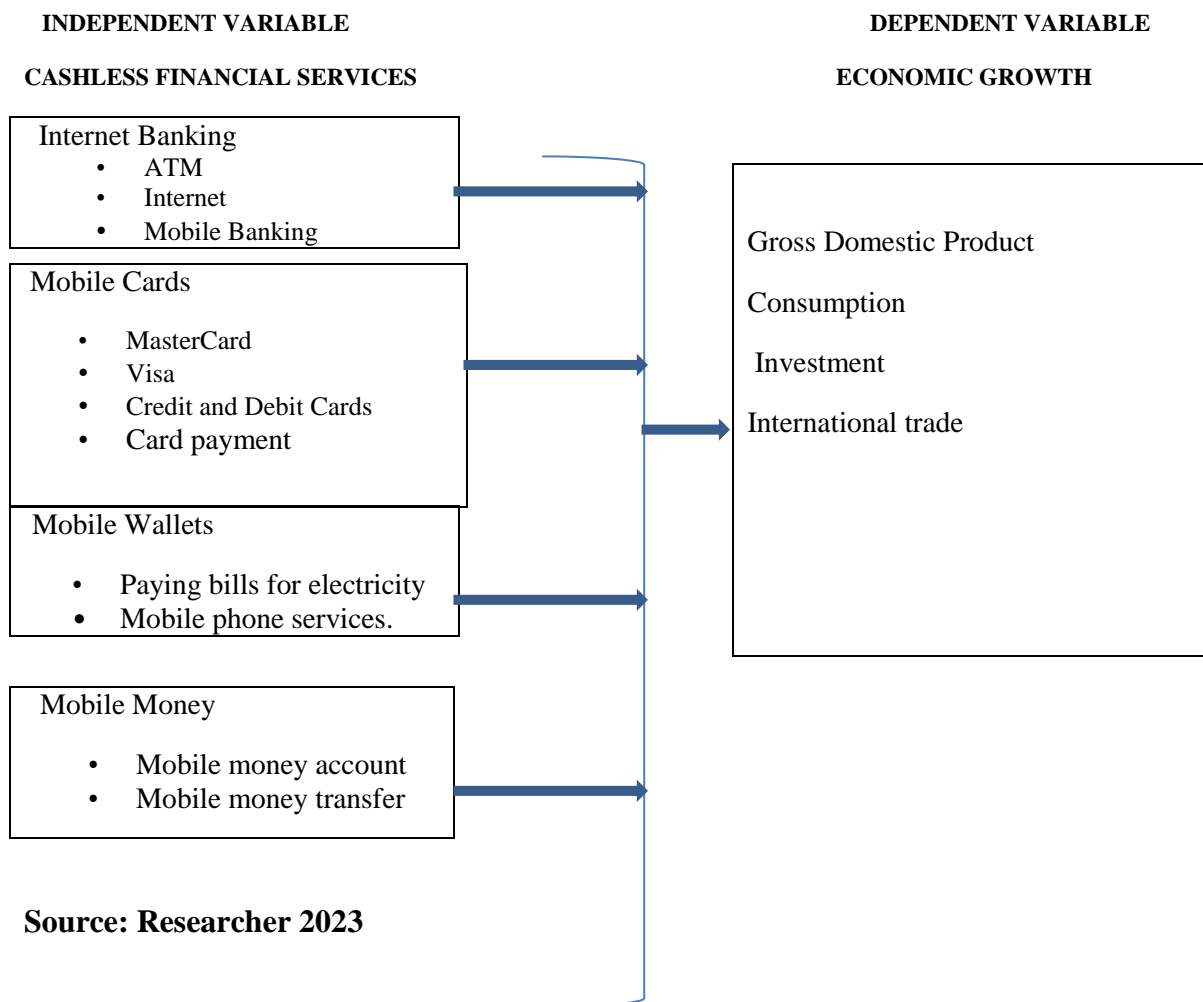 INDEPENDENT VARIABLE
DEPENDENT VARIABLE
CASHLESS FINANCIAL SERVICES
ECONOMIC GROWTH
Internet Banking
• ATM
• Internet
• Mobile Banking
Mobile Cards
• MasterCard
• Visa
• Credit and Debit Cards
• Card payment
Mobile Wallets
• Paying bills for electricity
• Mobile phone services.
Mobile Money
• Mobile money account
• Mobile money transfer
Gross Domestic Product
Consumption
Investment
International trade
Source: Researcher 2023